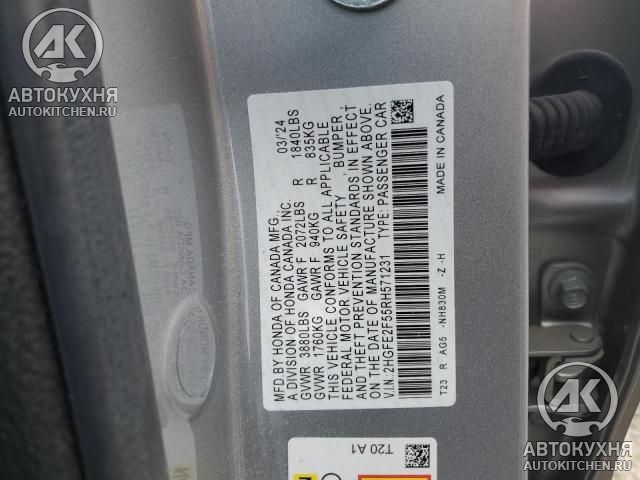 AK
АВТОКУХНЯ
AUTOKITCHEN.RU
MFD BY HONDA OF CANADA MFG., 03/24
A DIVISION OF HONDA CANADA INC.
GVWR 3880LBS GAWR F 2072LBS R 1840LBS
GVWR 1760KG GAWR F 940KG R 835KG
THIS VEHICLE CONFORMS TO ALL APPLICABLE
FEDERAL MOTOR VEHICLE SAFETY, BUMPER,
AND THEFT PREVENTION STANDARDS IN EFFECT
ON THE DATE OF MANUFACTURE SHOWN ABOVE.
V.I.N:2HGFE2F55RH571231 TYPE: PASSENGER CAR
T23 R AG5 -NH830M -Z -H MADE IN CANADA
T20 A1
AK
АВТОКУХНЯ
AUTOKITCHEN.RU